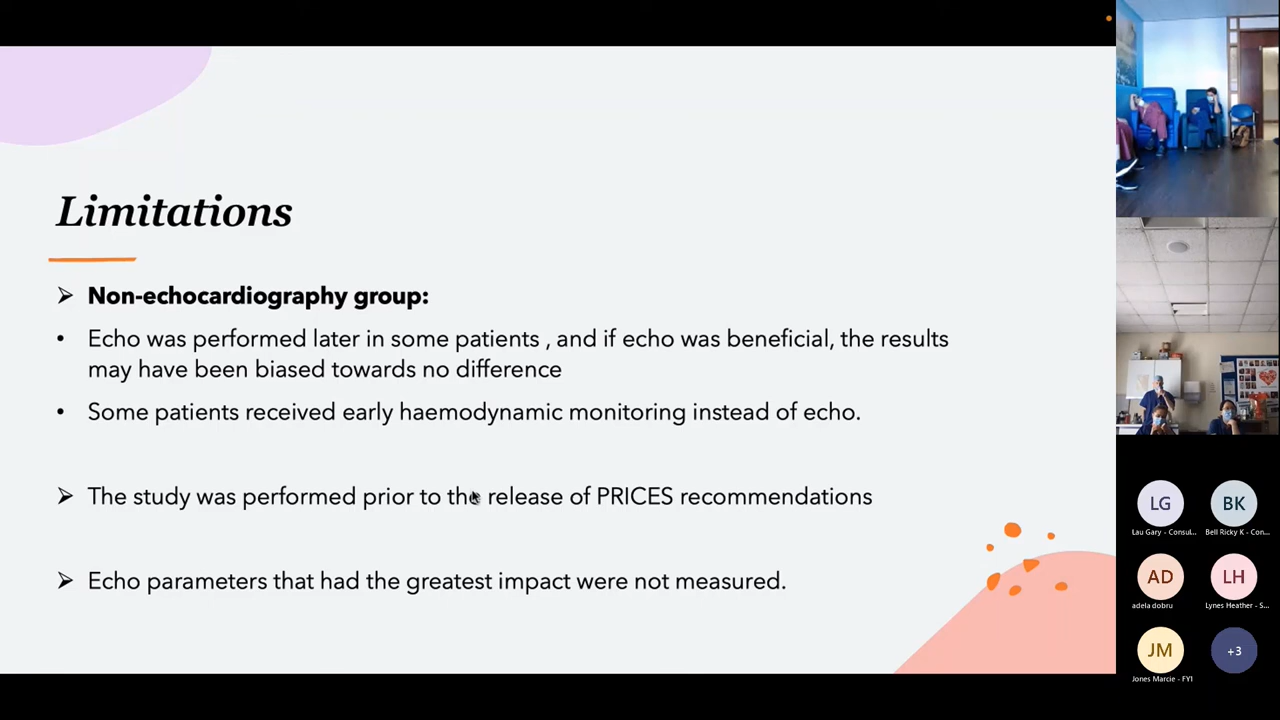 Limitations
➢ Non-echocardiography group:
• Echo was performed later in some patients , and if echo was beneficial, the results
may have been biased towards no difference
• Some patients received early haemodynamic monitoring instead of echo.
➢ The study was performed prior to the release of PRICES recommendations
➢ Echo parameters that had the greatest impact were not measured.
LG
BK
Lau Gary - Consul...
Bell Ricky K - Con...
AD
LH
adela dobru
Lynes Heather - S...
JM
+3
Jones Marcie - FY1